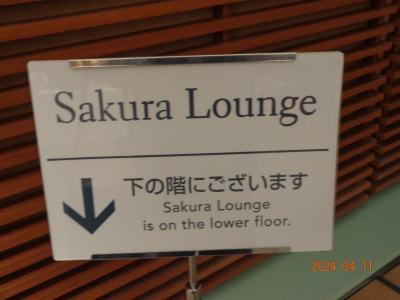 Sakura Lounge
下の階にございます
Sakura Lounge
is on the lower floor.
2024 04 11